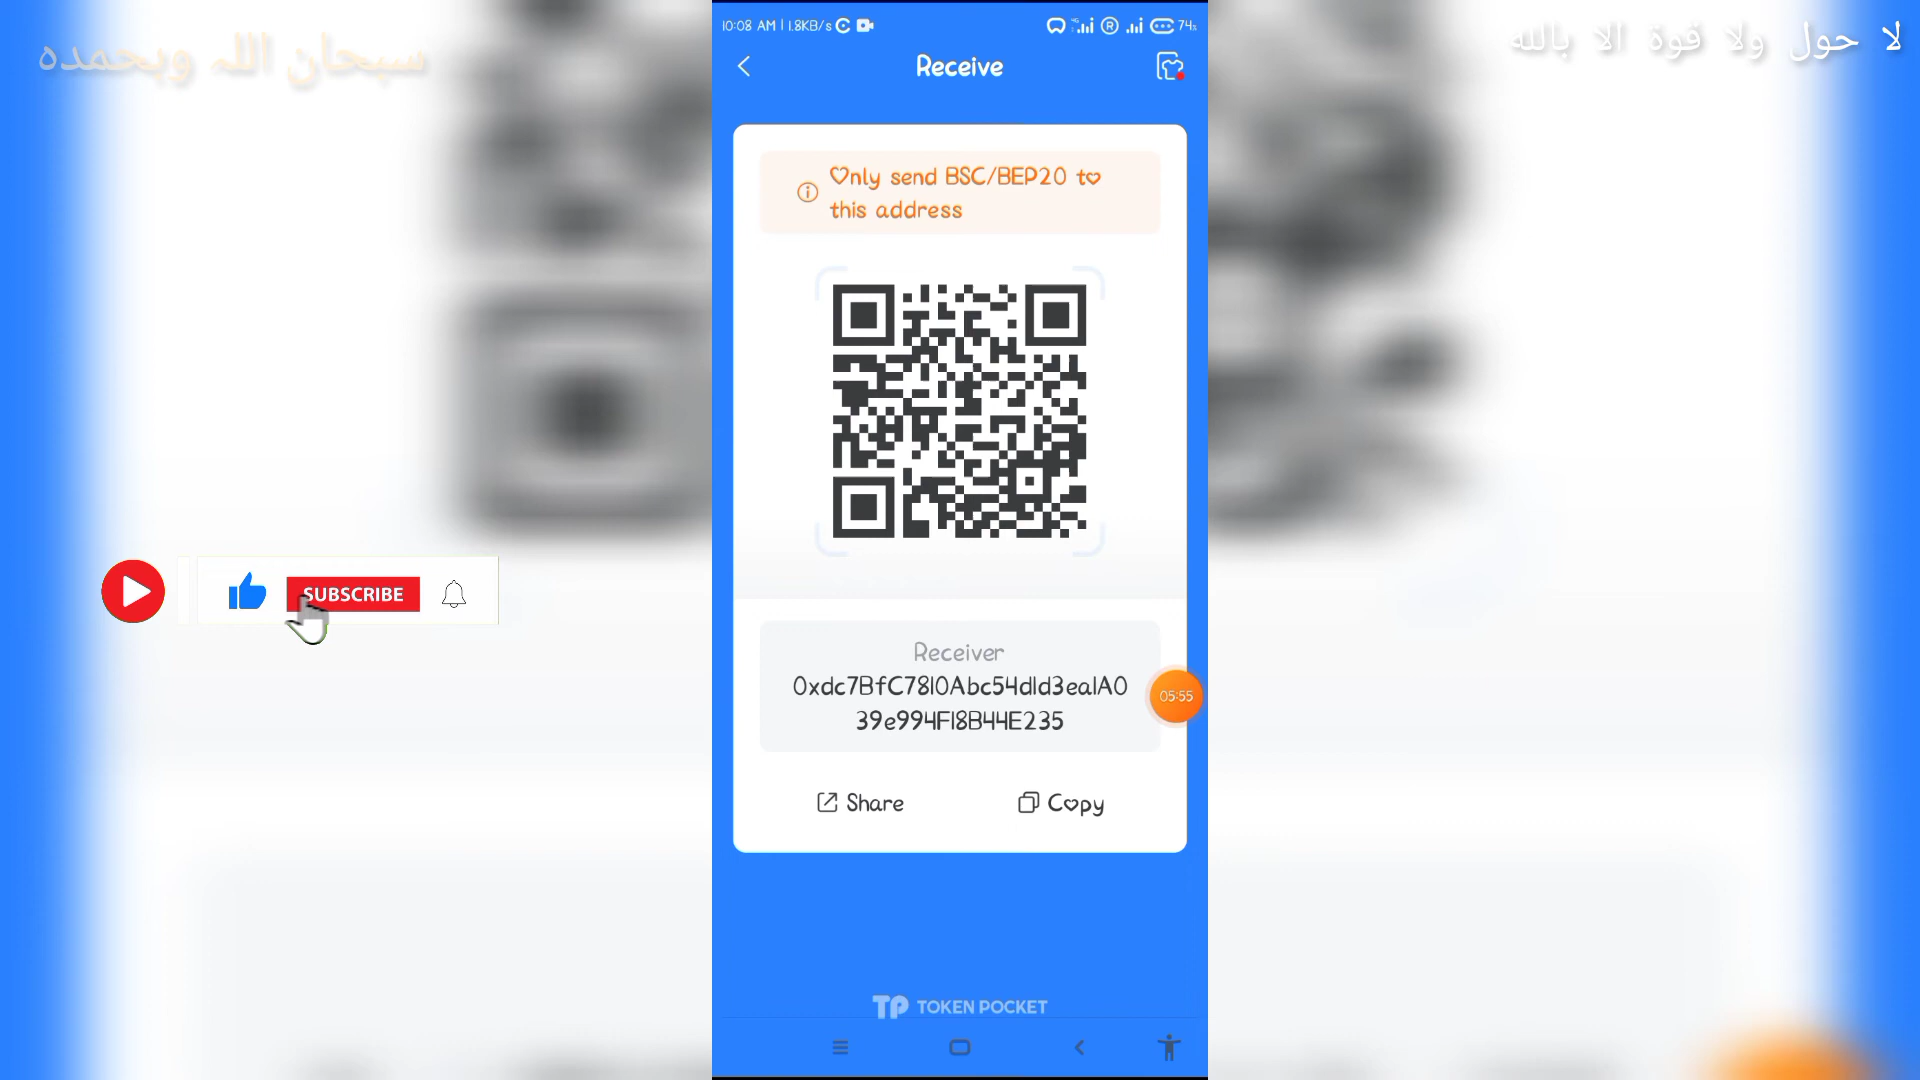 سبحان الله وبحمده
لا حول ولا قوة الا بالله
10:08 AM | 1.8KB/s
74%
Receive
Only send BSC/BEP20 to
this address
SUBSCRIBE
Receiver
0xdc7BfC7810Abc54d1d3ea1A0
39e994F18B44E235
05:55
Share
Copy
TP TOKEN POCKET